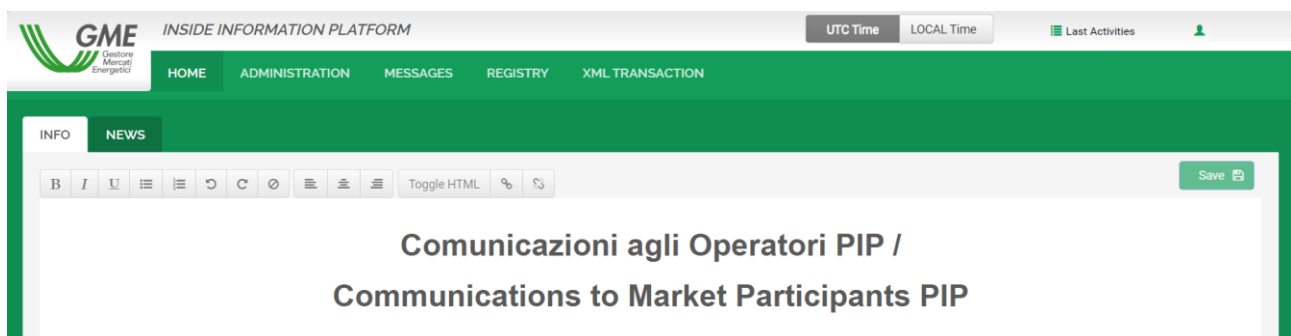 GME
Gestore
Mercati
Energetici
INSIDE INFORMATION PLATFORM
UTC Time LOCAL Time
Last Activities
HOME ADMINISTRATION MESSAGES REGISTRY XML TRANSACTION
INFO NEWS
B I U Toggle HTML
Save
Comunicazioni agli Operatori PIP /
Communications to Market Participants PIP